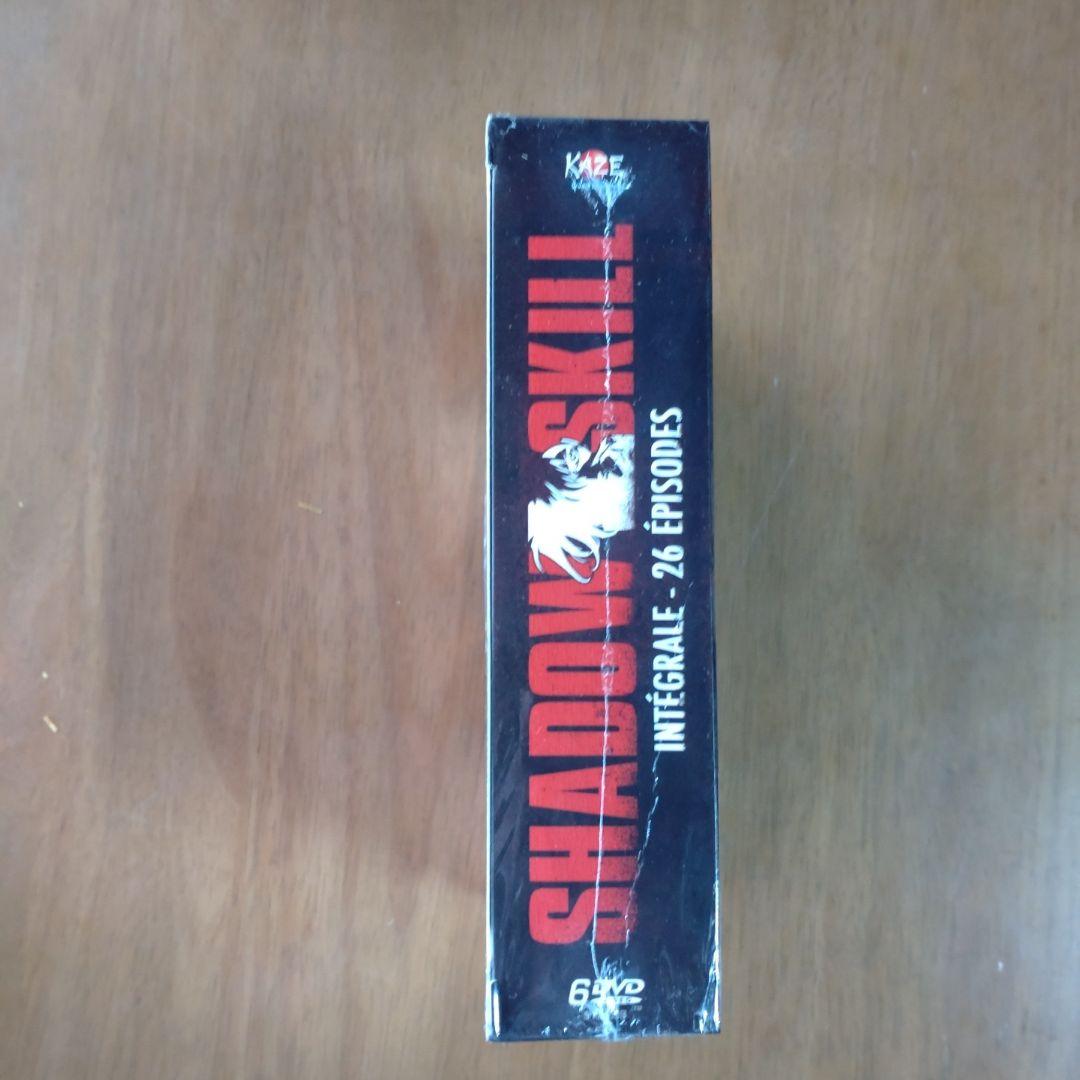 KAZE
SHADOW SKILL
INTÉGRALE - 26 ÉPISODES
6 DVD